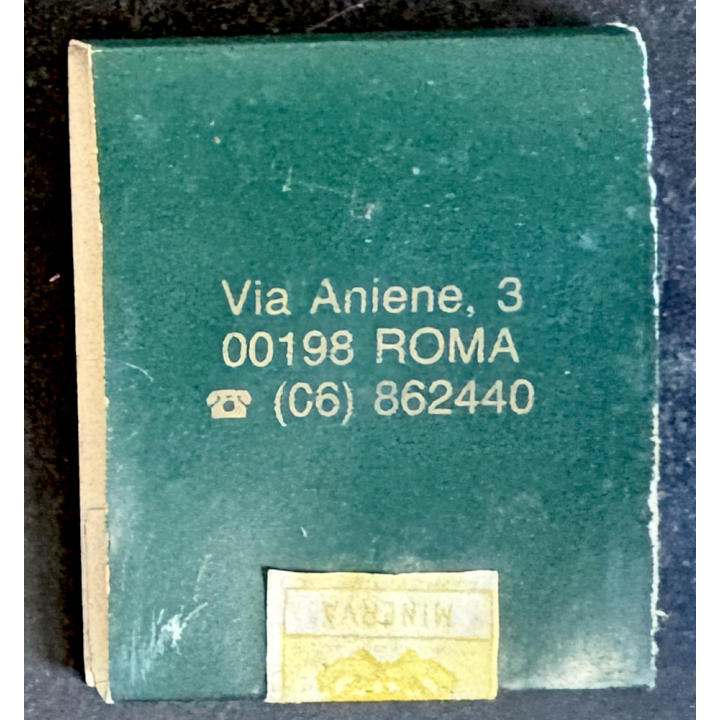 Via Aniene, 3
00198 ROMA
☎ (06) 862440
MINERVA